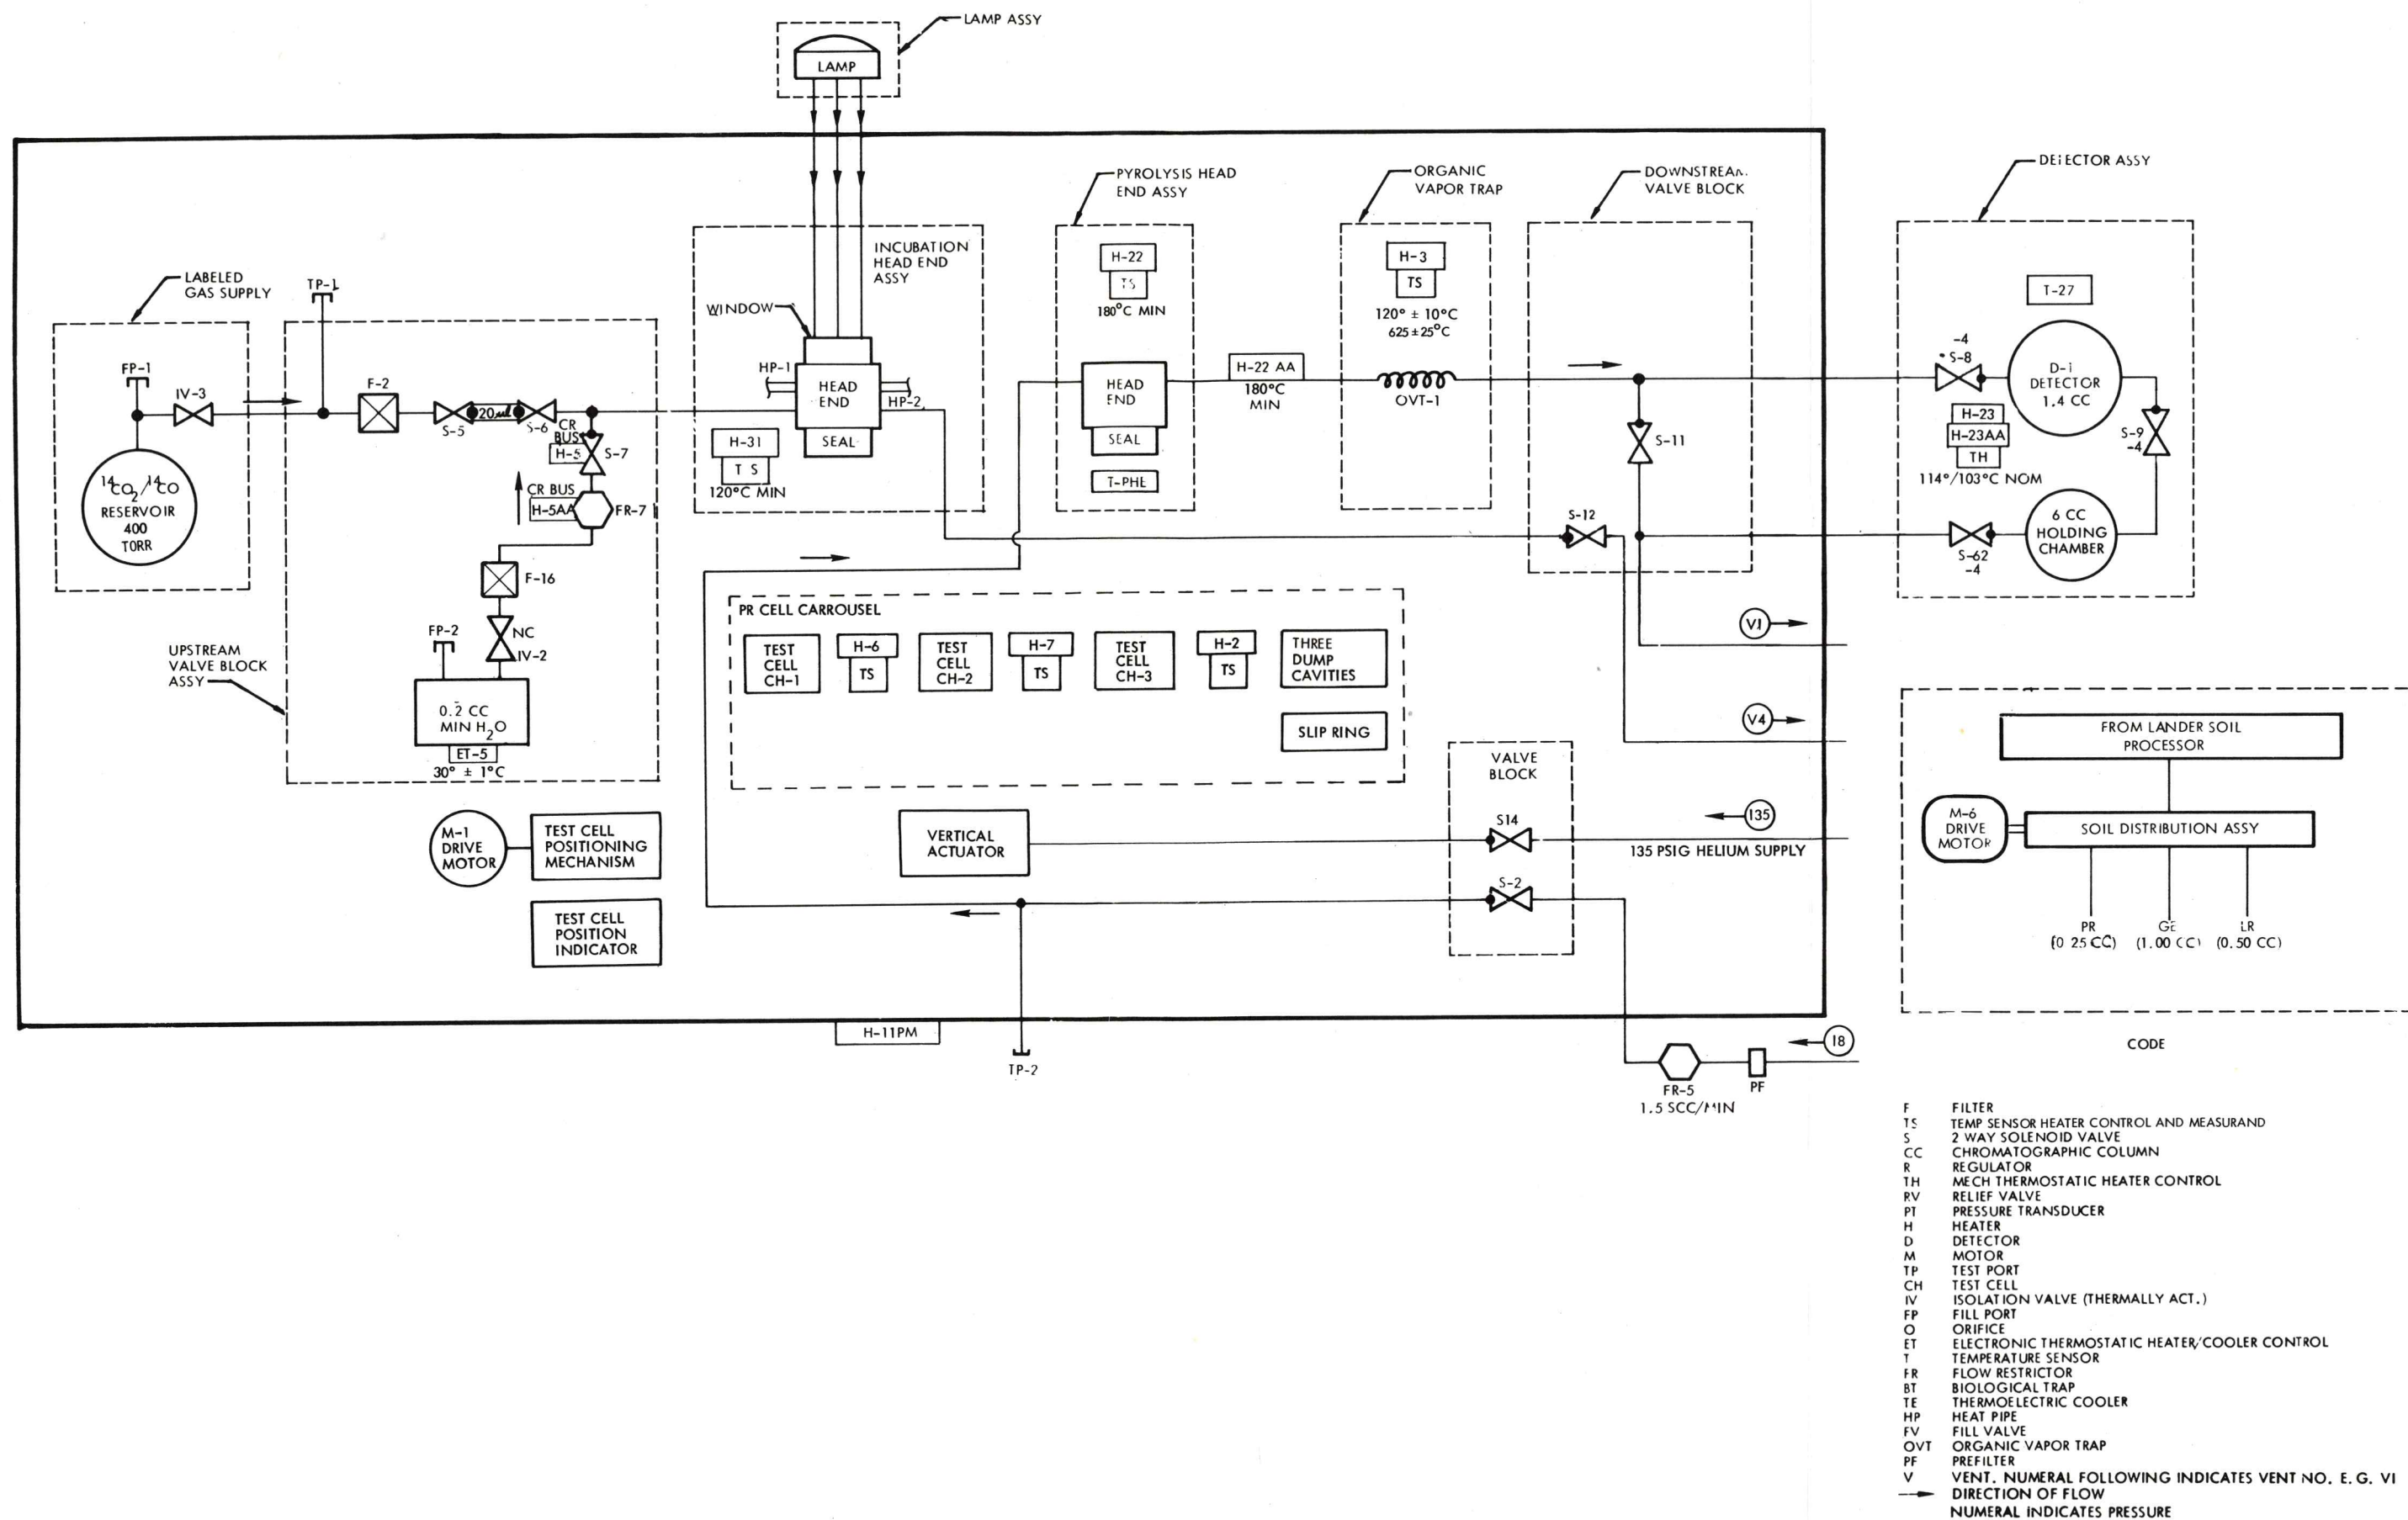 LAMP ASSY
LAMP
PYROLYSIS HEAD
END ASSY
ORGANIC
VAPOR TRAP
VALVE BLOCK
DETECTOR ASSY
INCUBATION
HEAD END
ASSY
H-22
TS
180°C MIN
H-3
TS
120° ± 10°C
625±25°C
T-27
LABELED
GAS SUPPLY
TP-1
WINDOW
FP-1
IV-3
F-2
S-5
20µl
S-6
CR
BUS
H-5
S-7
HP-1
HEAD
END
HP-2
SEAL
H-31
T S
120°C MIN
HEAD
END
SEAL
T-PHE
H-22 AA
180°C
MIN
OVT-1
S-11
-4
S-8
D-1
DETECTOR
1.4 CC
H-23
H-23AA
TH
114°/103°C NOM
S-9
-4
14CO2/14CO
RESERVOIR
400
TORR
CR BUS
H-5AA
FR-7
S-12
6 CC
HOLDING
CHAMBER
S-62
-4
F-16
NC
IV-2
FP-2
UPSTREAM
VALVE BLOCK
ASSY
0.2 CC
MIN H2O
ET-5
30° ± 1°C
PR CELL CARROUSEL
TEST
CELL
CH-1
H-6
TS
TEST
CELL
CH-2
H-7
TS
TEST
CELL
CH-3
H-2
TS
THREE
DUMP
CAVITIES
SLIP RING
V1
V4
VALVE
BLOCK
FROM LANDER SOIL
PROCESSOR
M-6
DRIVE
MOTOR
SOIL DISTRIBUTION ASSY
PR
(0 25 CC)
(1.00 CC)
LR
(0.50 CC)
M-1
DRIVE
MOTOR
TEST CELL
POSITIONING
MECHANISM
VERTICAL
ACTUATOR
S14
135
135 PSIG HELIUM SUPPLY
S-2
TEST CELL
POSITION
INDICATOR
H-11PM
TP-2
18
FR-5
1.5 SCC/MIN
PF
CODE
F FILTER
TS TEMP SENSOR HEATER CONTROL AND MEASURAND
S 2 WAY SOLENOID VALVE
CC CHROMATOGRAPHIC COLUMN
R REGULATOR
TH MECH THERMOSTATIC HEATER CONTROL
RV RELIEF VALVE
PT PRESSURE TRANSDUCER
H HEATER
D DETECTOR
M MOTOR
TP TEST PORT
CH TEST CELL
IV ISOLATION VALVE (THERMALLY ACT.)
FP FILL PORT
O ORIFICE
ET ELECTRONIC THERMOSTATIC HEATER/COOLER CONTROL
T TEMPERATURE SENSOR
FR FLOW RESTRICTOR
BT BIOLOGICAL TRAP
TE THERMOELECTRIC COOLER
HP HEAT PIPE
FV FILL VALVE
OVT ORGANIC VAPOR TRAP
PF PREFILTER
V VENT. NUMERAL FOLLOWING INDICATES VENT NO. E.G. VI
DIRECTION OF FLOW
NUMERAL INDICATES PRESSURE